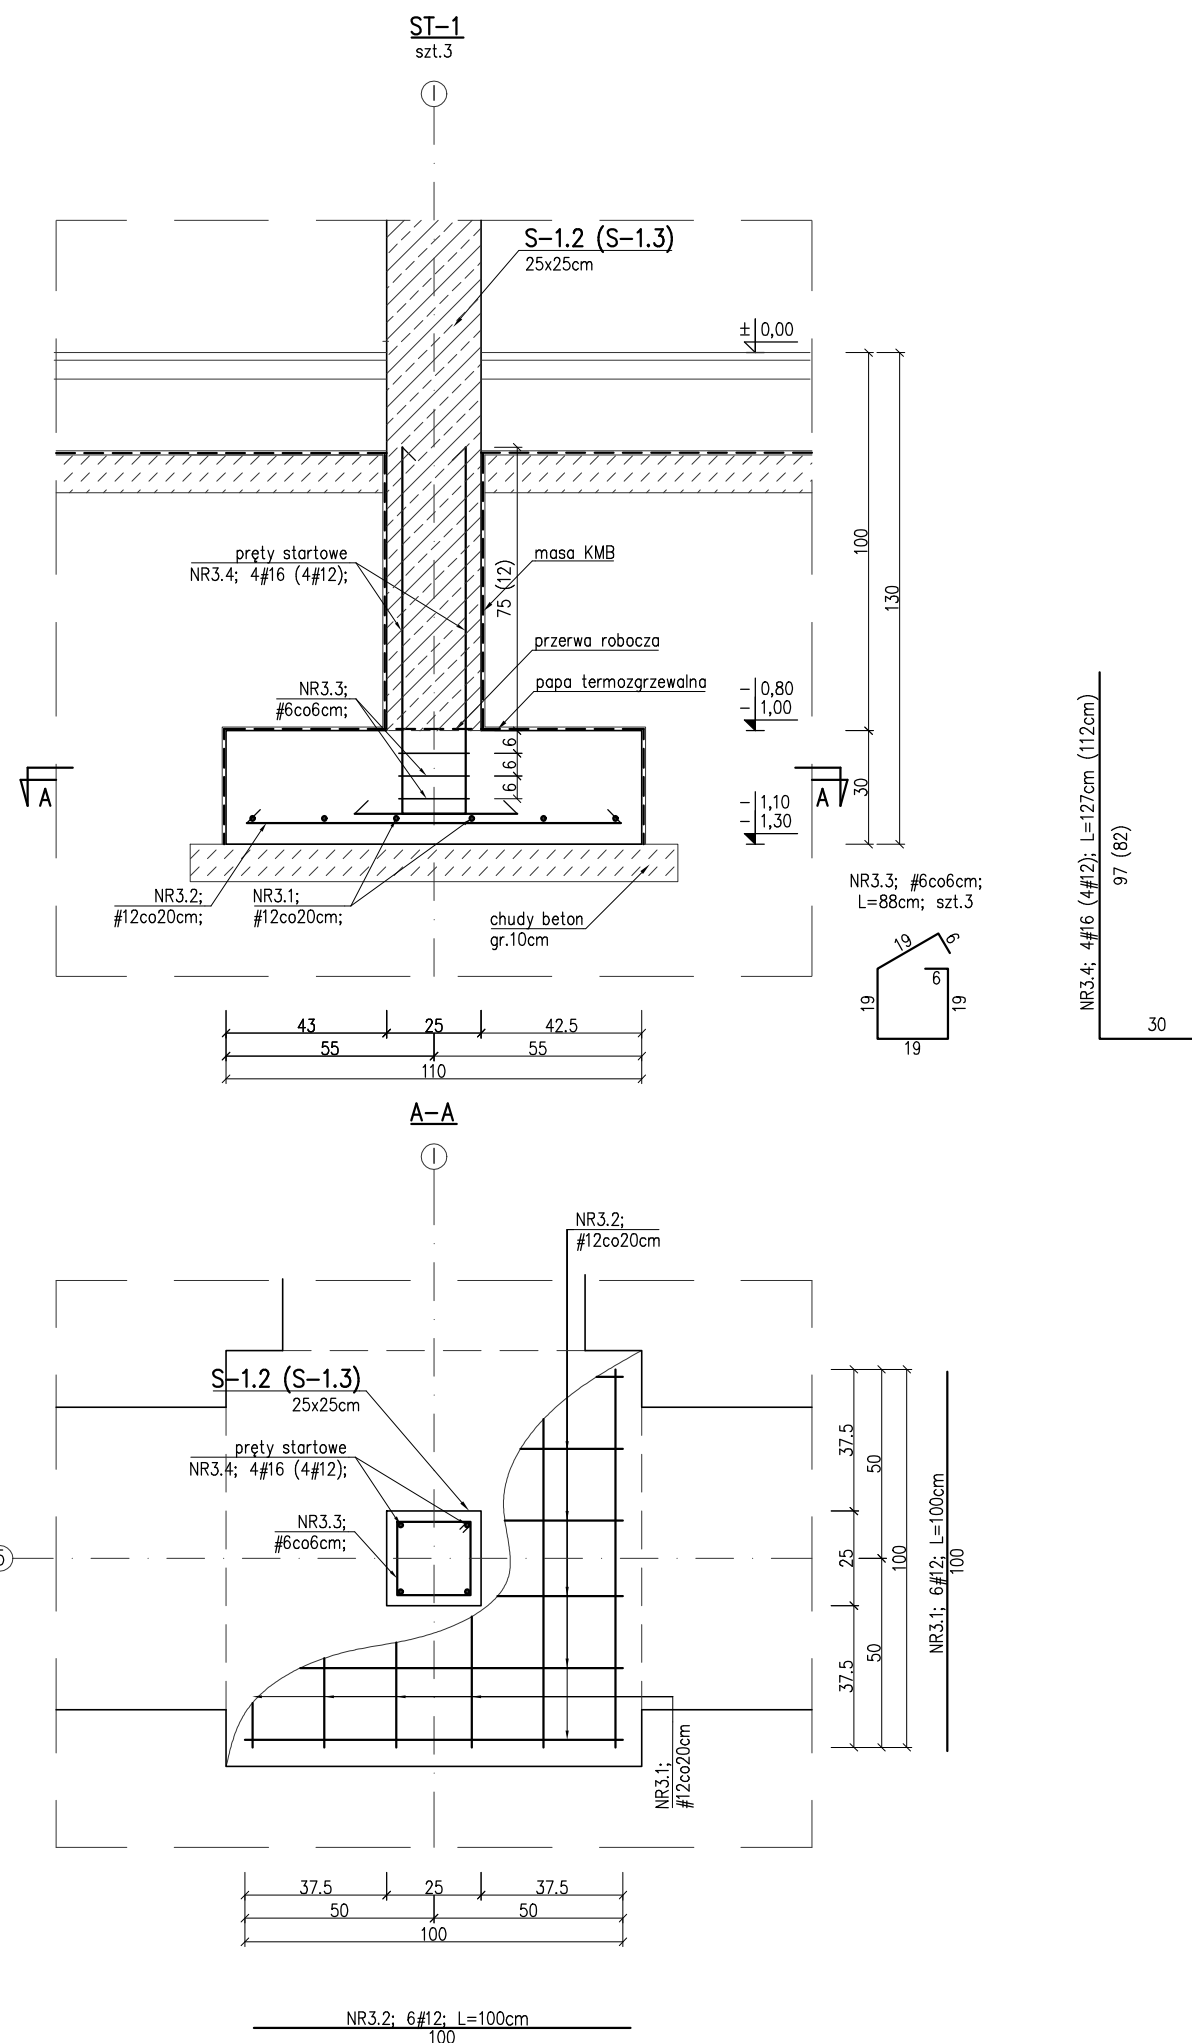 ST-1
szt.3
I
S-1.2 (S-1.3)
25x25cm
± 0,00
pręty startowe
NR3.4; 4#16 (4#12);
masa KMB
75 (12)
100
130
przerwa robocza
papa termozgrzewalna
NR3.3;
#6co6cm;
- 0,80
- 1,00
6
6
6
30
A
A
- 1,10
- 1,30
NR3.2;
#12co20cm;
NR3.1;
#12co20cm;
chudy beton
gr.10cm
NR3.3; #6co6cm;
L=88cm; szt.3
19
6
6
19
19
19
NR3.4; 4#16 (4#12); L=127cm (112cm)
97 (82)
30
43
25
42.5
55
55
110
A-A
I
NR3.2;
#12co20cm
S-1.2 (S-1.3)
25x25cm
pręty startowe
NR3.4; 4#16 (4#12);
NR3.3;
#6co6cm;
37.5
25
37.5
50
50
100
NR3.1; 6#12; L=100cm
100
NR3.1;
#12co20cm
37.5
25
37.5
50
50
100
NR3.2; 6#12; L=100cm
100